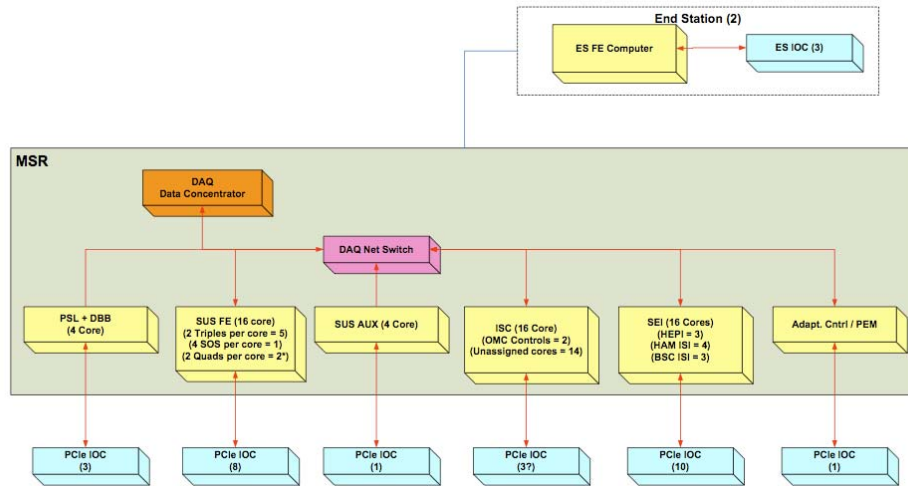 End Station (2)
ES FE Computer
ES IOC (3)
MSR
DAQ
Data Concentrator
DAQ Net Switch
PSL + DBB
(4 Core)
SUS FE (16 core)
(2 Triples per core = 5)
(4 SOS per core = 1)
(2 Quads per core = 2*)
SUS AUX (4 Core)
ISC (16 Core)
(OMC Controls = 2)
(Unassigned cores = 14)
SEI (16 Cores)
(HEPI = 3)
(HAM ISI = 4)
(BSC ISI = 3)
Adapt. Cntrl / PEM
PCIe IOC
(3)
PCIe IOC
(8)
PCIe IOC
(1)
PCIe IOC
(3?)
PCIe IOC
(10)
PCIe IOC
(1)